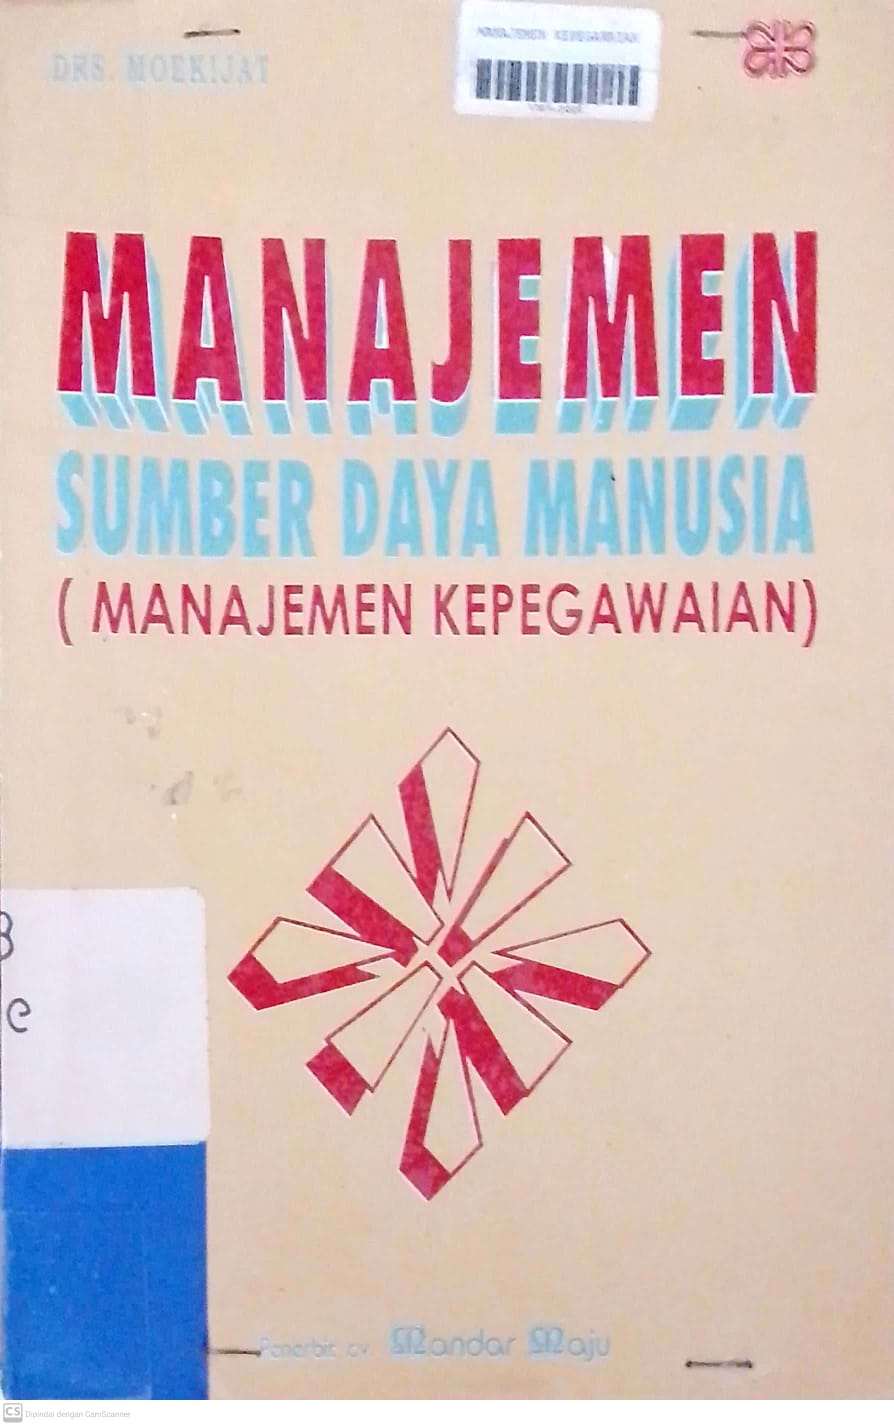 MANAJEMEN KEPEGAWAIAN
DRS. MOEKIJAT
MANAJEMEN
SUMBER DAYA MANUSIA
( MANAJEMEN KEPEGAWAIAN)
Penerbit cv. Mandar Maju
CS Dipindai dengan CamScanner